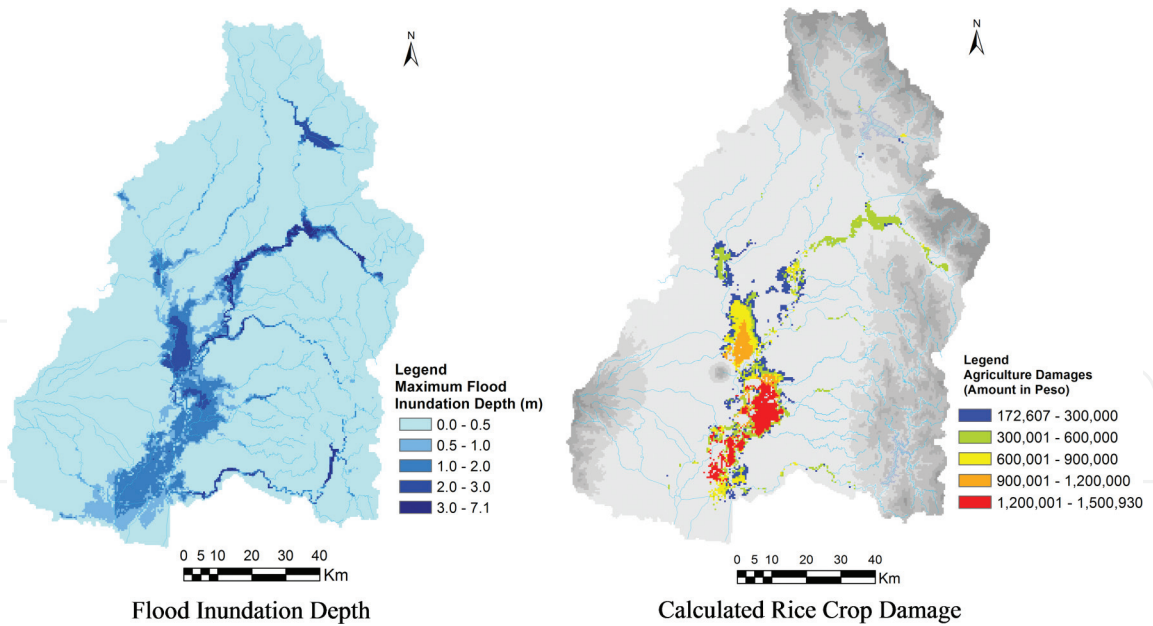 N
Legend
Maximum Flood
Inundation Depth (m)
0.0 - 0.5
0.5 - 1.0
1.0 - 2.0
2.0 - 3.0
3.0 - 7.1
0 5 10 20 30 40
Km
Flood Inundation Depth
N
Legend
Agriculture Damages
(Amount in Peso)
172,607 - 300,000
300,001 - 600,000
600,001 - 900,000
900,001 - 1,200,000
1,200,001 - 1,500,930
0 5 10 20 30 40
Km
Calculated Rice Crop Damage